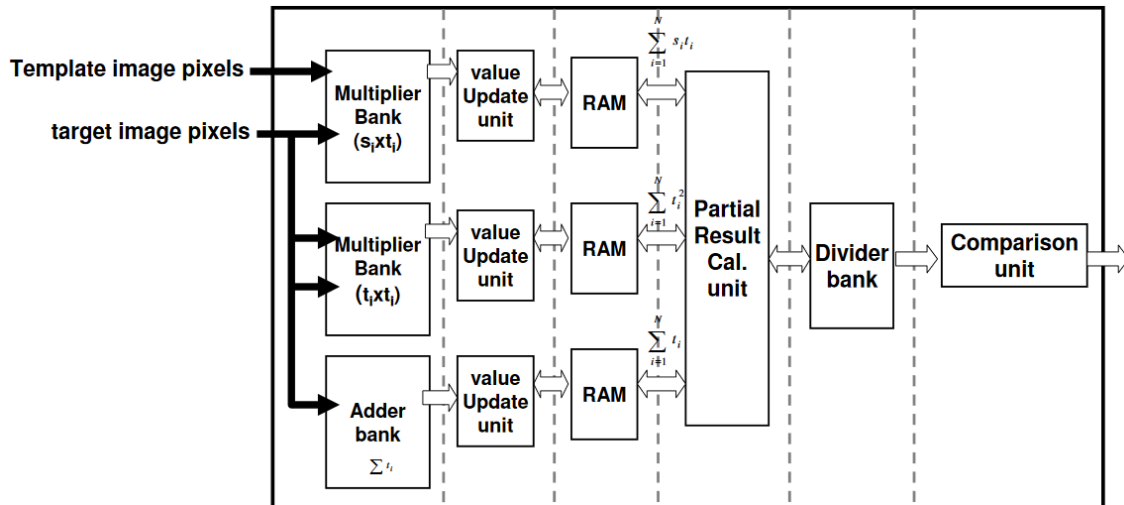 Template image pixels
target image pixels
Multiplier
Bank
(sᵢxtᵢ)
value
Update
unit
RAM
N
∑ sᵢtᵢ
i=1
Multiplier
Bank
(tᵢxtᵢ)
value
Update
unit
RAM
N
∑ tᵢ²
i=1
Adder
bank
∑ tᵢ
value
Update
unit
RAM
N
∑ tᵢ
i=1
Partial
Result
Cal.
unit
Divider
bank
Comparison
unit